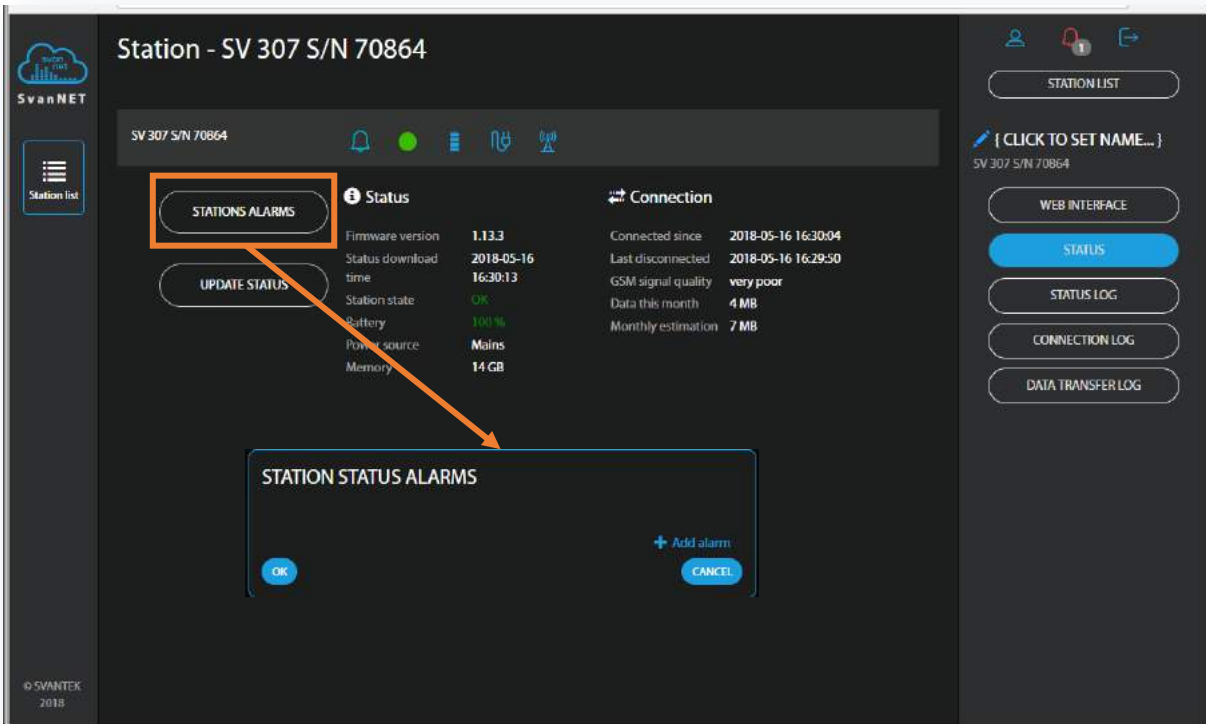 svan
net
SvanNET
Station list
© SVANTEK
2018
Station - SV 307 S/N 70864
SV 307 S/N 70864
STATIONS ALARMS
UPDATE STATUS
Status
Firmware version 1.13.3
Status download time 2018-05-16 16:30:13
Station state OK
Battery 100 %
Power source Mains
Memory 14 GB
Connection
Connected since 2018-05-16 16:30:04
Last disconnected 2018-05-16 16:29:50
GSM signal quality very poor
Data this month 4 MB
Monthly estimation 7 MB
STATION STATUS ALARMS
Add alarm
OK
CANCEL
1
STATION LIST
{ CLICK TO SET NAME... }
SV 307 S/N 70864
WEB INTERFACE
STATUS
STATUS LOG
CONNECTION LOG
DATA TRANSFER LOG